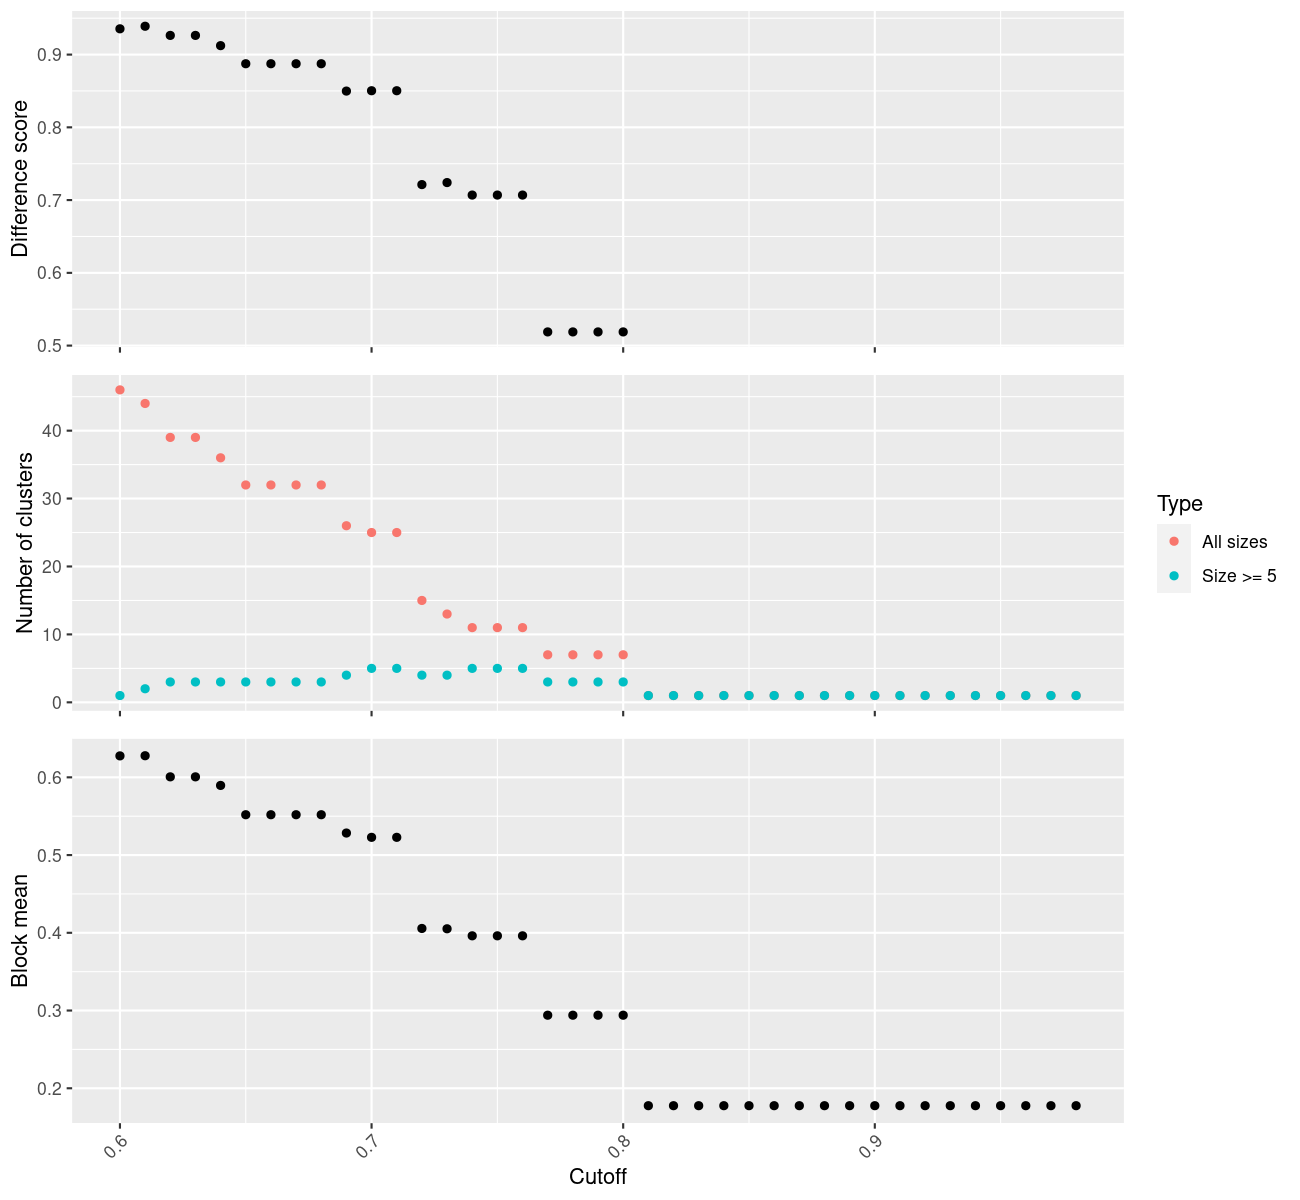 Difference score
0.9
0.8
0.7
0.6
0.5
Number of clusters
40
30
20
10
0
Type
All sizes
Size >= 5
Block mean
0.6
0.5
0.4
0.3
0.2
0.6
0.7
0.8
0.9
Cutoff